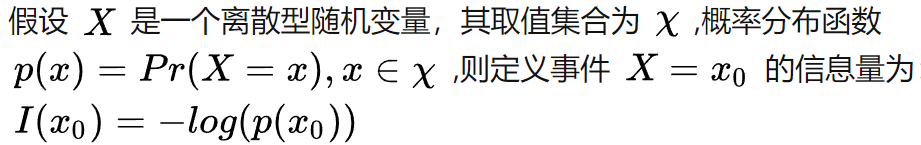 假设 X 是一个离散型随机变量，其取值集合为 χ ,概率分布函数
p(x) = Pr(X = x), x ∈ χ ,则定义事件 X = x₀ 的信息量为:
I(x₀) = −log(p(x₀))